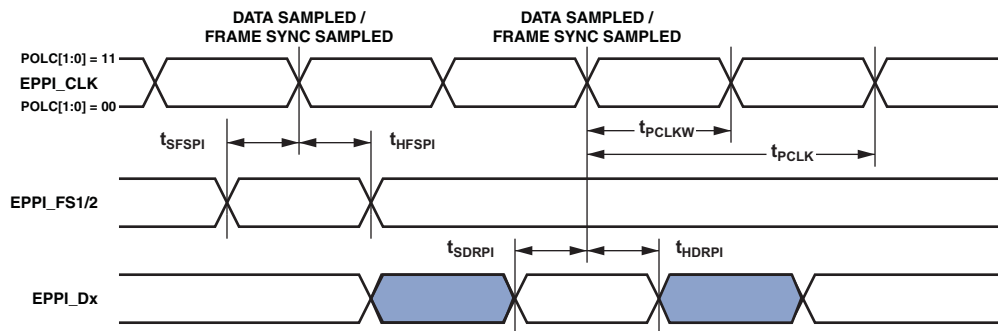 DATA SAMPLED /
FRAME SYNC SAMPLED
DATA SAMPLED /
FRAME SYNC SAMPLED
POLC[1:0] = 11
EPPI_CLK
POLC[1:0] = 00
tSFSPI
tHFSPI
tPCLKW
tPCLK
EPPI_FS1/2
tSDRPI
tHDRPI
EPPI_Dx